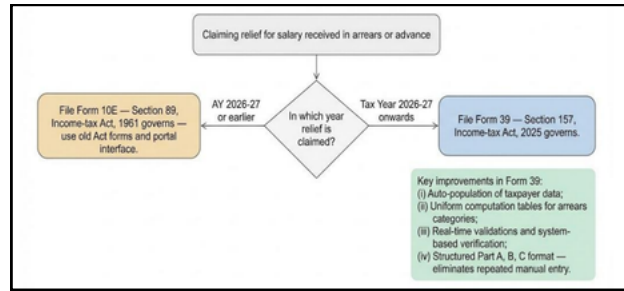 Claiming relief for salary received in arrears or advance
File Form 10E — Section 89,
Income-tax Act, 1961 governs —
use old Act forms and portal
interface.
AY 2026-27
or earlier
In which year
relief is
claimed?
Tax Year 2026-27
onwards
File Form 39 — Section 157,
Income-tax Act, 2025 governs.
Key improvements in Form 39:
(i) Auto-population of taxpayer data;
(ii) Uniform computation tables for arrears
categories;
(iii) Real-time validations and system-
based verification;
(iv) Structured Part A, B, C format —
eliminates repeated manual entry.